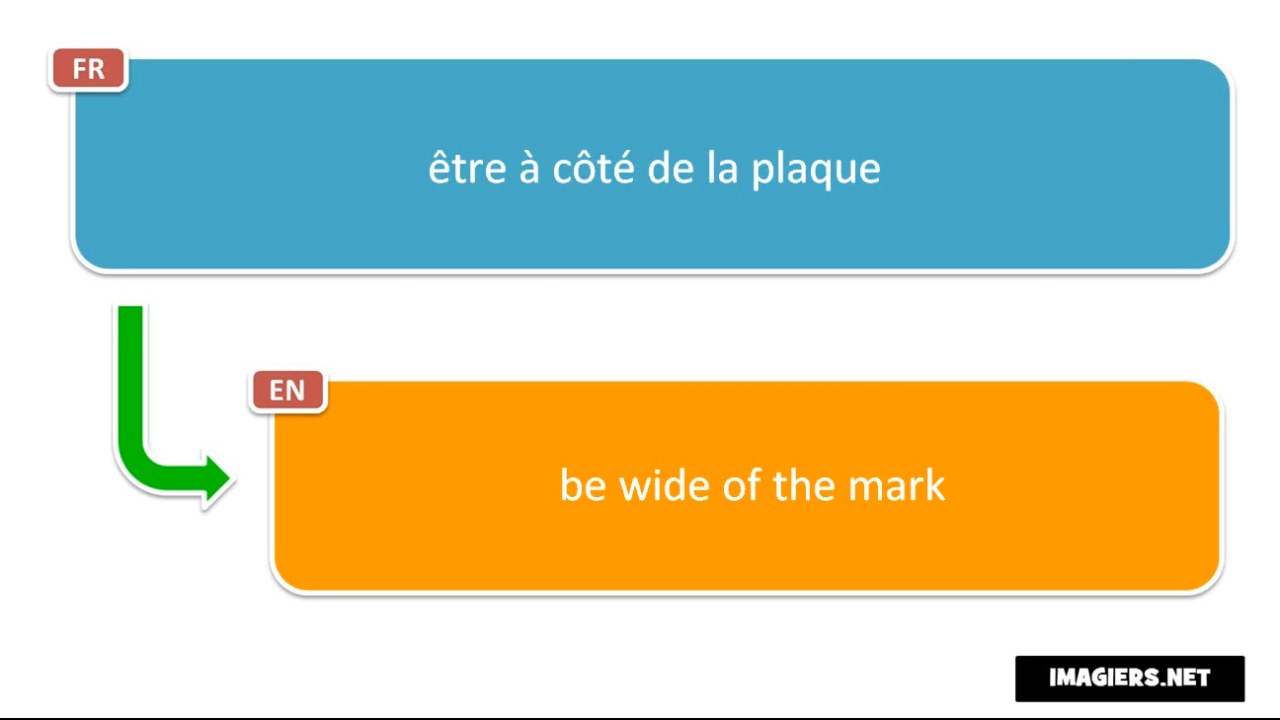 FR
être à côté de la plaque
EN
be wide of the mark
IMAGIERS.NET